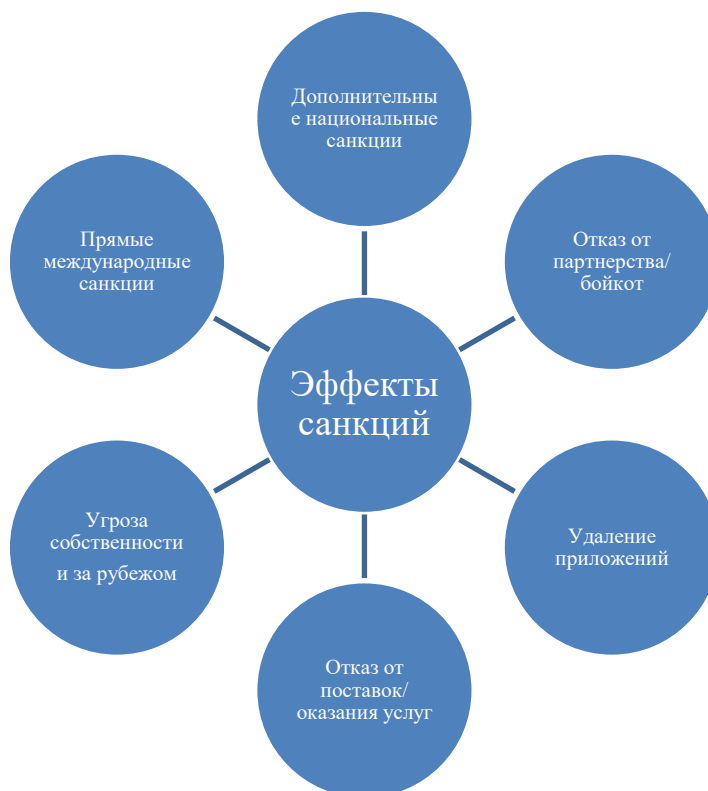 Дополнительны
е национальные
санкции
Прямые
международные
санкции
Отказ от
партнерства/
бойкот
Эффекты
санкций
Угроза
собственности
и за рубежом
Удаление
приложений
Отказ от
поставок/
оказания услуг